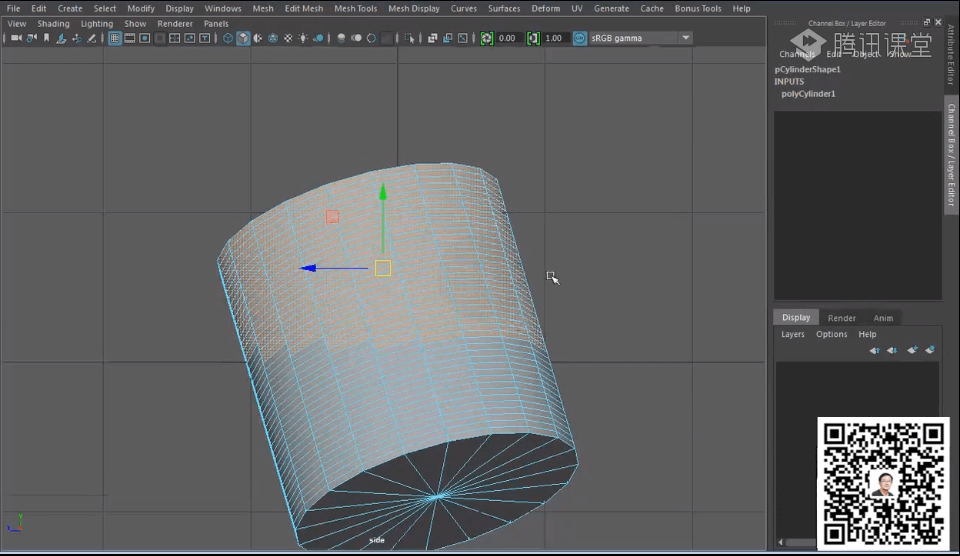 File Edit Create Select Modify Display Windows Mesh Edit Mesh Mesh Tools Mesh Display Curves Surfaces Deform UV Generate Cache Bonus Tools Help
View Shading Lighting Show Renderer Panels
0.00 1.00 sRGB gamma
Channel Box / Layer Editor
腾讯课堂
Channels Edit Object Show
pCylinderShape1
INPUTS
polyCylinder1
Attribute Editor
Channel Box / Layer Editor
Display Render Anim
Layers Options Help
side
Y